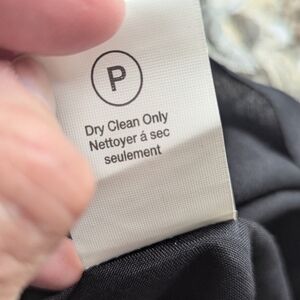 P
Dry Clean Only
Nettoyer á sec
seulement